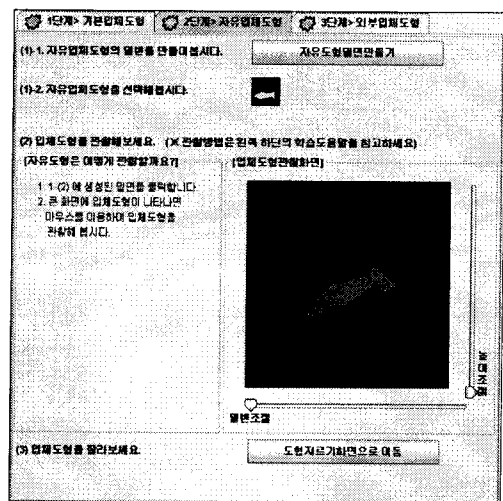 1단계> 기본입체도형
2단계> 자유입체도형
3단계> 외부입체도형
(1)-1. 자유입체도형의 밑면을 만들어봅시다.
자유도형밑면만들기
(1)-2. 자유입체도형을 선택해봅시다.
(2) 입체도형을 관찰해보세요. (※ 관찰방법은 왼쪽 하단의 학습도움말을 참고하세요)
[자유도형은 어떻게 관찰할까요?]
[입체도형관찰화면]
1. 1-(2) 에 생성된 밑면을 클릭합니다.
2. 큰 화면에 입체도형이 나타나면
마우스를 이용하여 입체도형을
관찰해 봅시다.
높이조절
밑변조절
(3) 입체도형을 잘라보세요.
도형자르기화면으로 이동